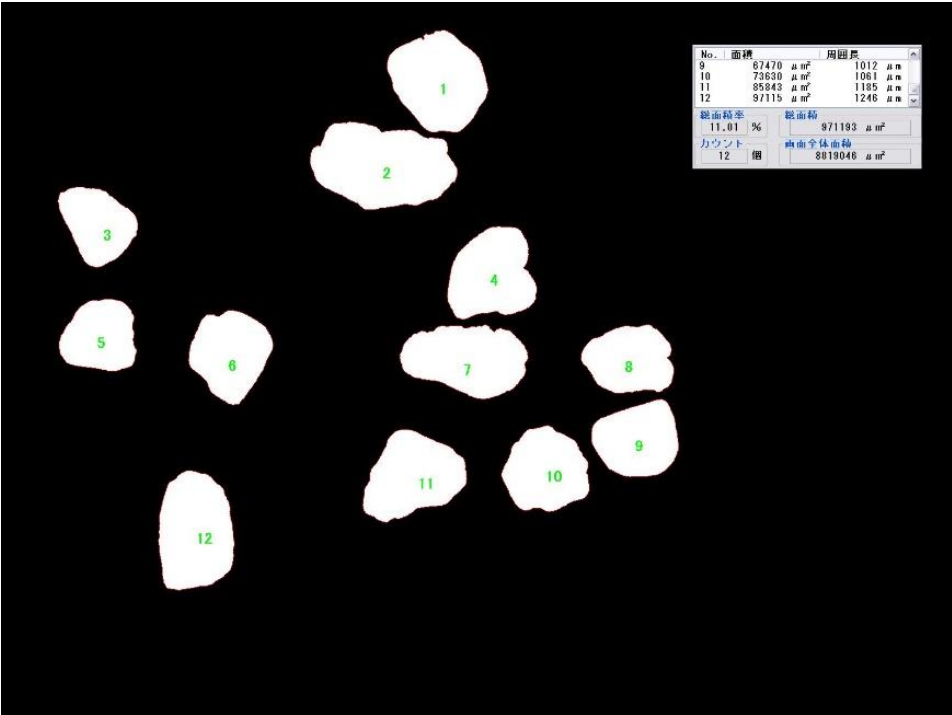 1
2
3
4
5
6
7
8
9
10
11
12
No. 面積 周囲長
9 67470 μm² 1012 μm
10 73630 μm² 1061 μm
11 85843 μm² 1185 μm
12 97115 μm² 1246 μm
総面積率 総面積
11.01 % 971193 μm²
カウント 画面全体面積
12 個 8819046 μm²